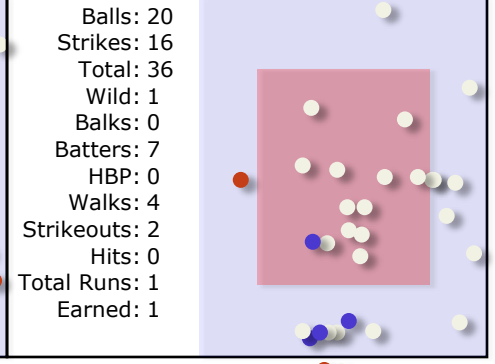 Balls: 20
Strikes: 16
Total: 36
Wild: 1
Balks: 0
Batters: 7
HBP: 0
Walks: 4
Strikeouts: 2
Hits: 0
Total Runs: 1
Earned: 1